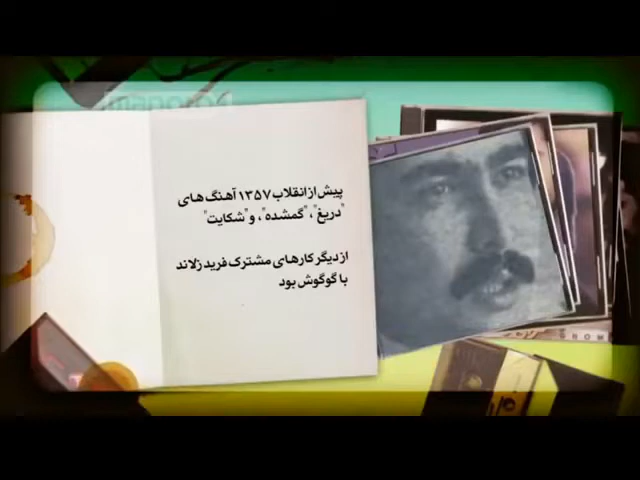 پیش از انقلاب ۱۳۵۷ آهنگ های
"دریغ"، "گمشده"، و "شکایت"
از دیگر کارهای مشترک فرید زلاند
با گوگوش بود